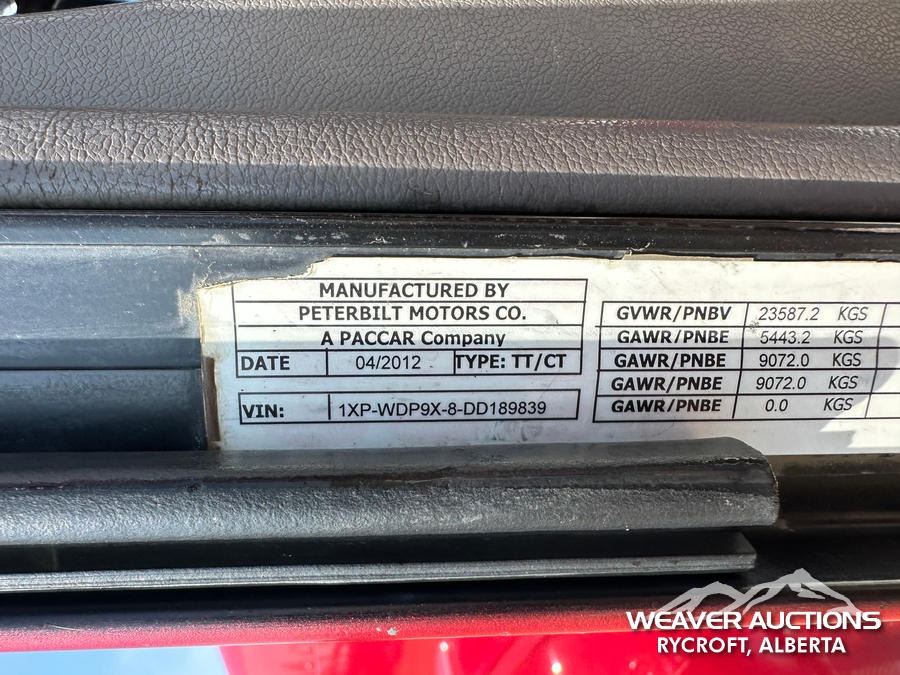 MANUFACTURED BY
PETERBILT MOTORS CO.
A PACCAR Company
DATE 04/2012 TYPE: TT/CT
VIN: 1XP-WDP9X-8-DD189839
GVWR/PNBV 23587.2 KGS
GAWR/PNBE 5443.2 KGS
GAWR/PNBE 9072.0 KGS
GAWR/PNBE 9072.0 KGS
GAWR/PNBE 0.0 KGS
WEAVER AUCTIONS
RYCROFT, ALBERTA